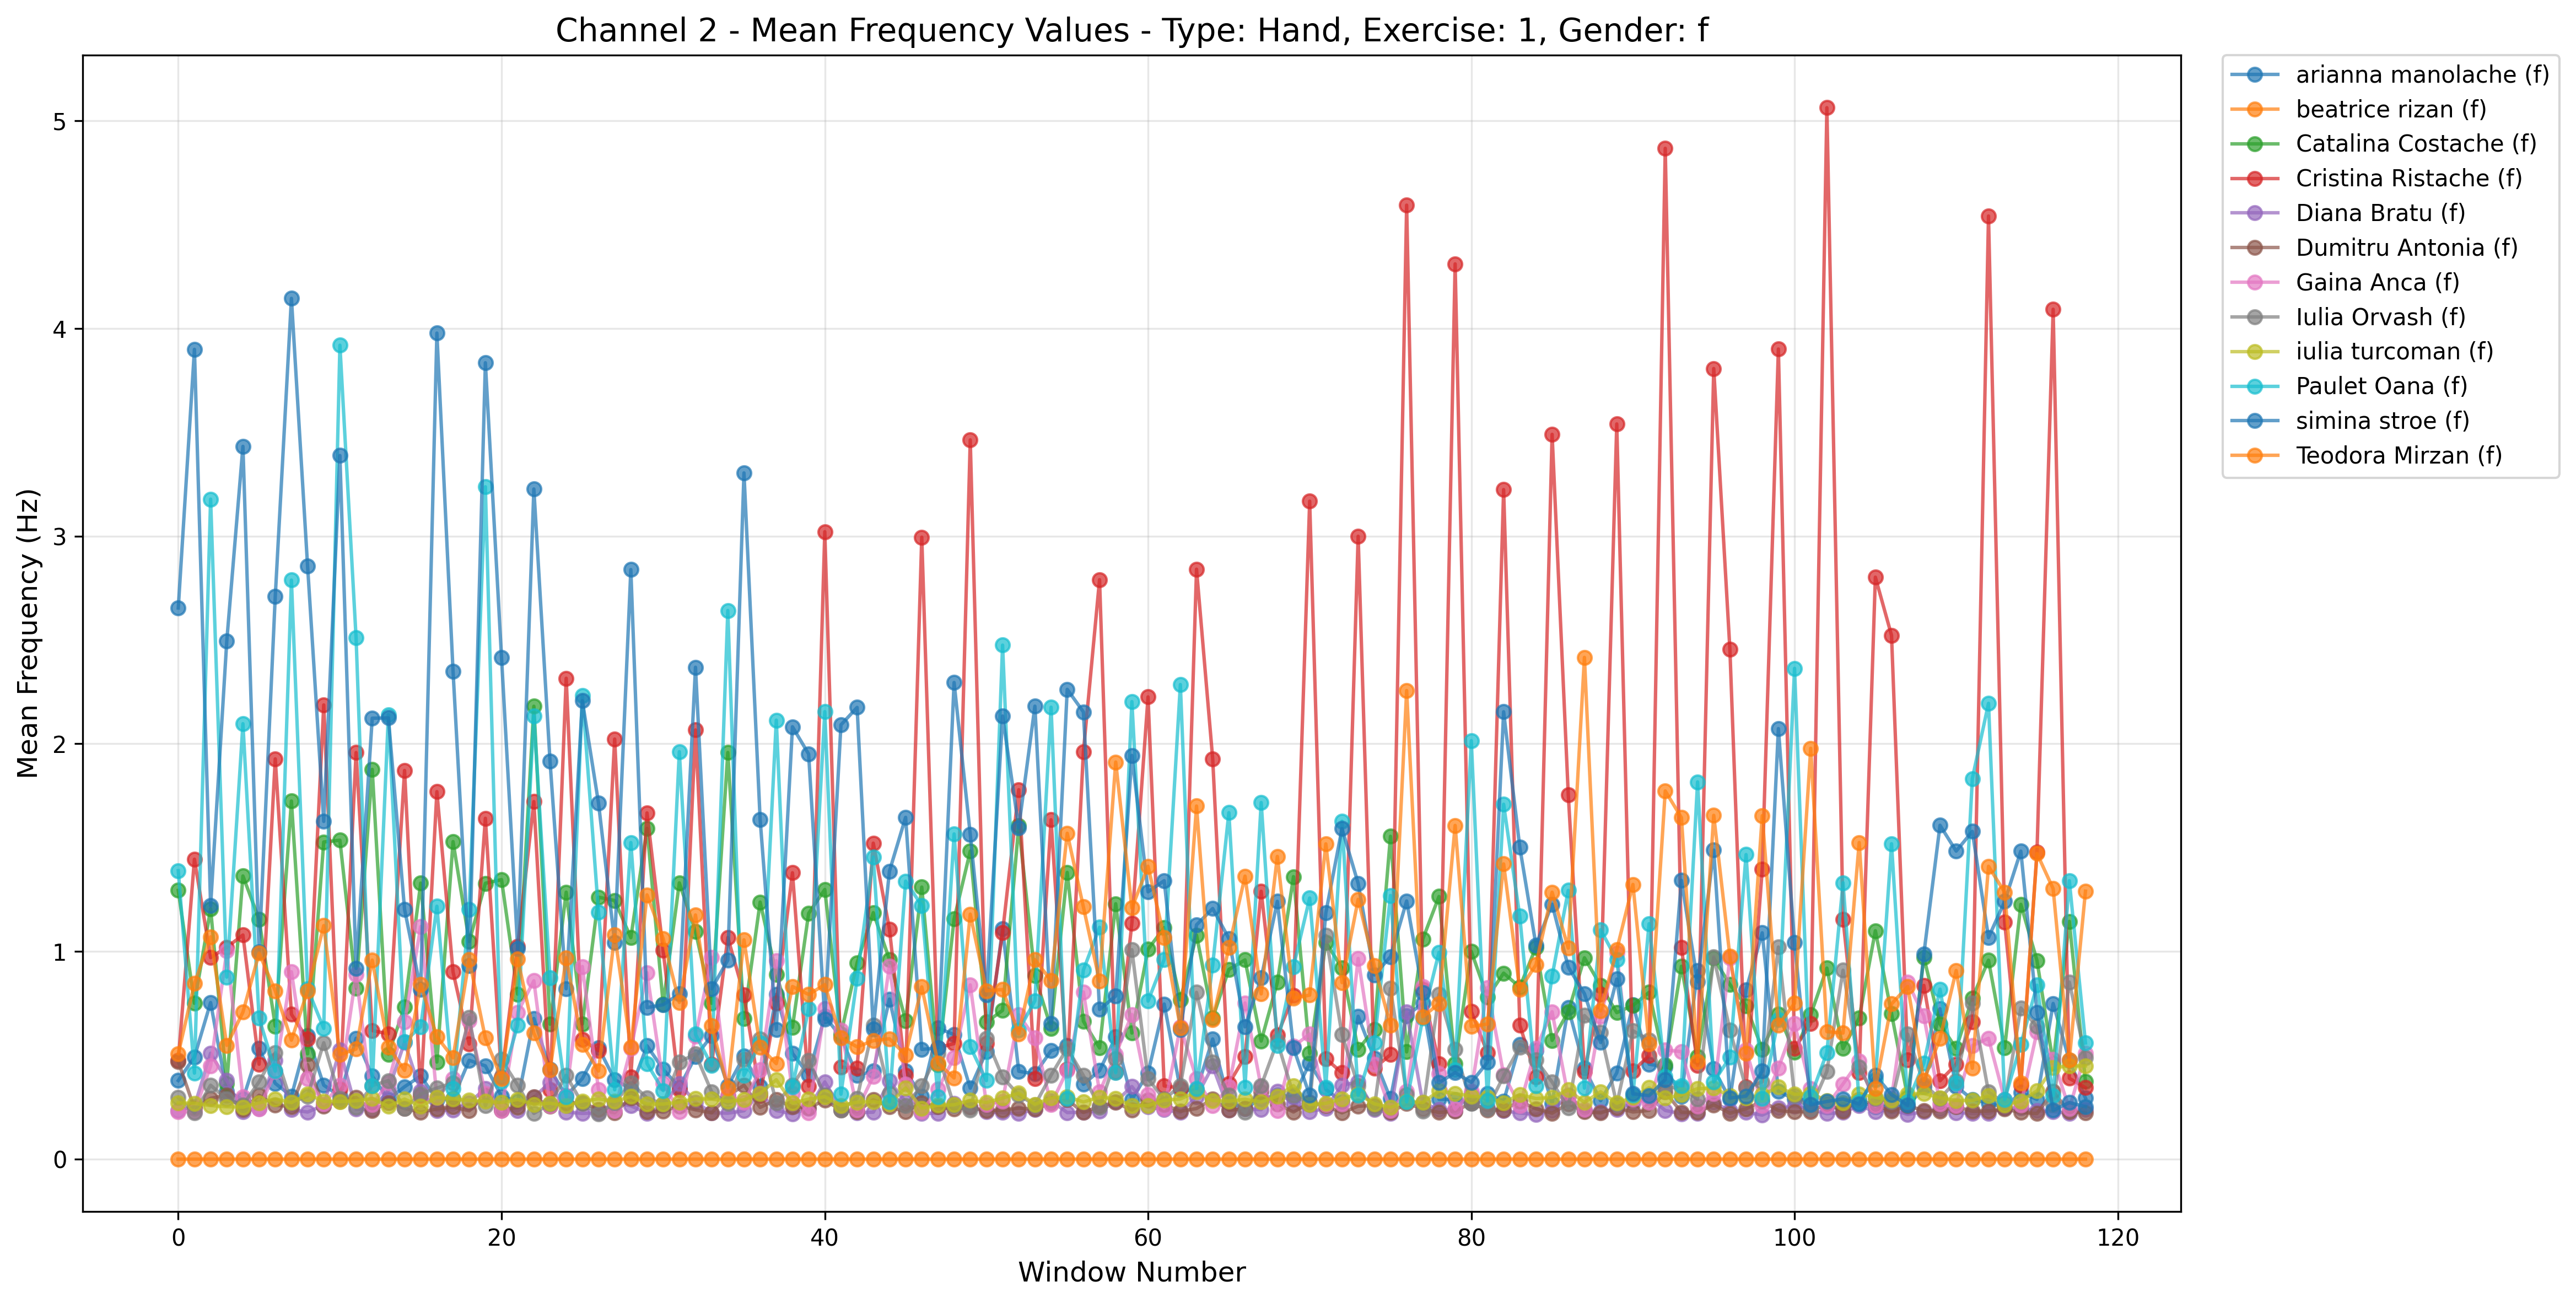 Channel 2 - Mean Frequency Values - Type: Hand, Exercise: 1, Gender: f
Mean Frequency (Hz)
5
4
3
2
1
0
0 20 40 60 80 100 120
Window Number
arianna manolache (f)
beatrice rizan (f)
Catalina Costache (f)
Cristina Ristache (f)
Diana Bratu (f)
Dumitru Antonia (f)
Gaina Anca (f)
Iulia Orvash (f)
iulia turcoman (f)
Paulet Oana (f)
simina stroe (f)
Teodora Mirzan (f)